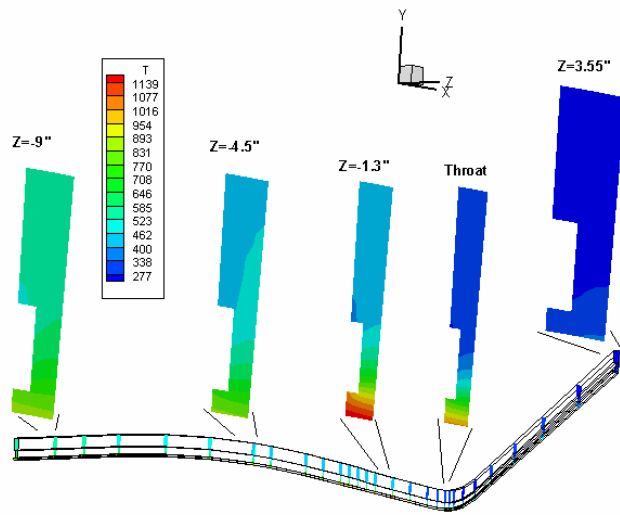 Y
Z
X
T
1139
1077
1016
954
893
831
770
708
646
585
523
462
400
338
277
Z=-9"
Z=-4.5"
Z=-1.3"
Throat
Z=3.55"